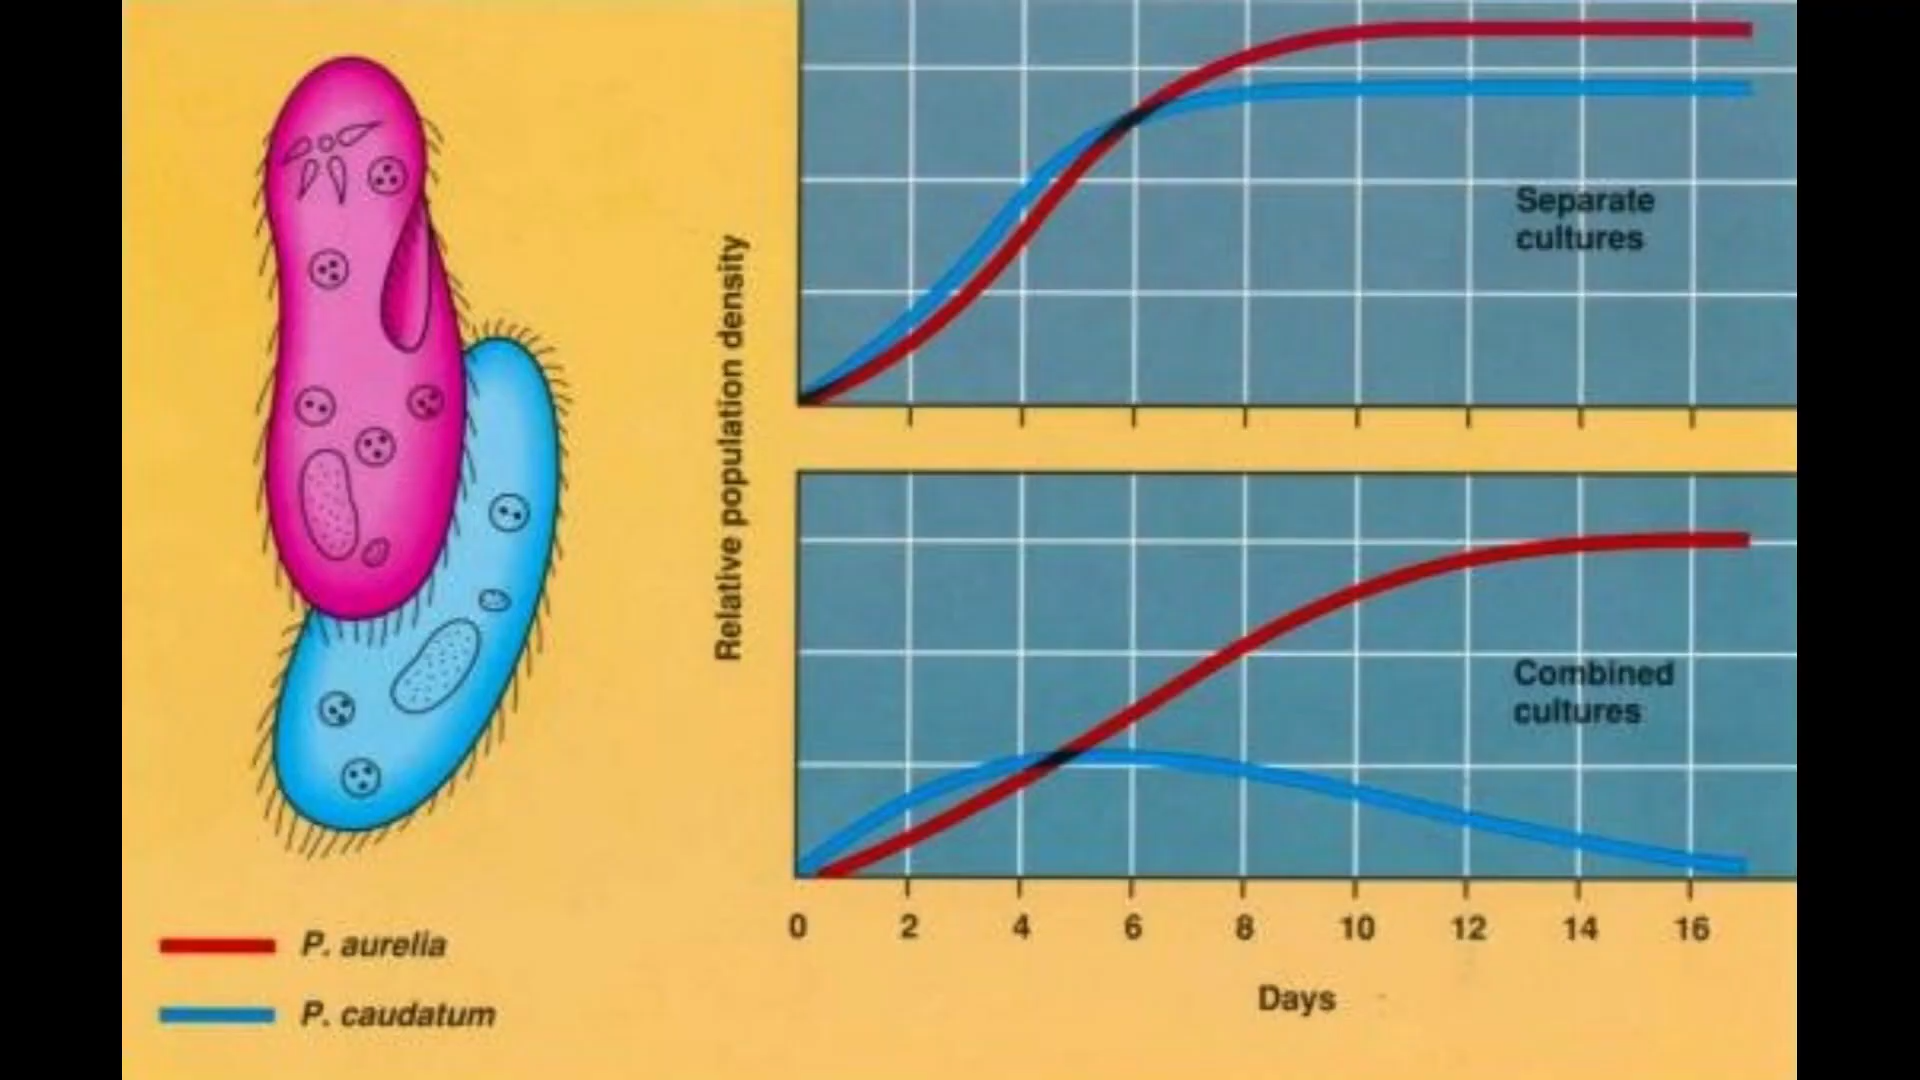 Relative population density
Separate
cultures
Combined
cultures
0 2 4 6 8 10 12 14 16
Days
P. aurelia
P. caudatum